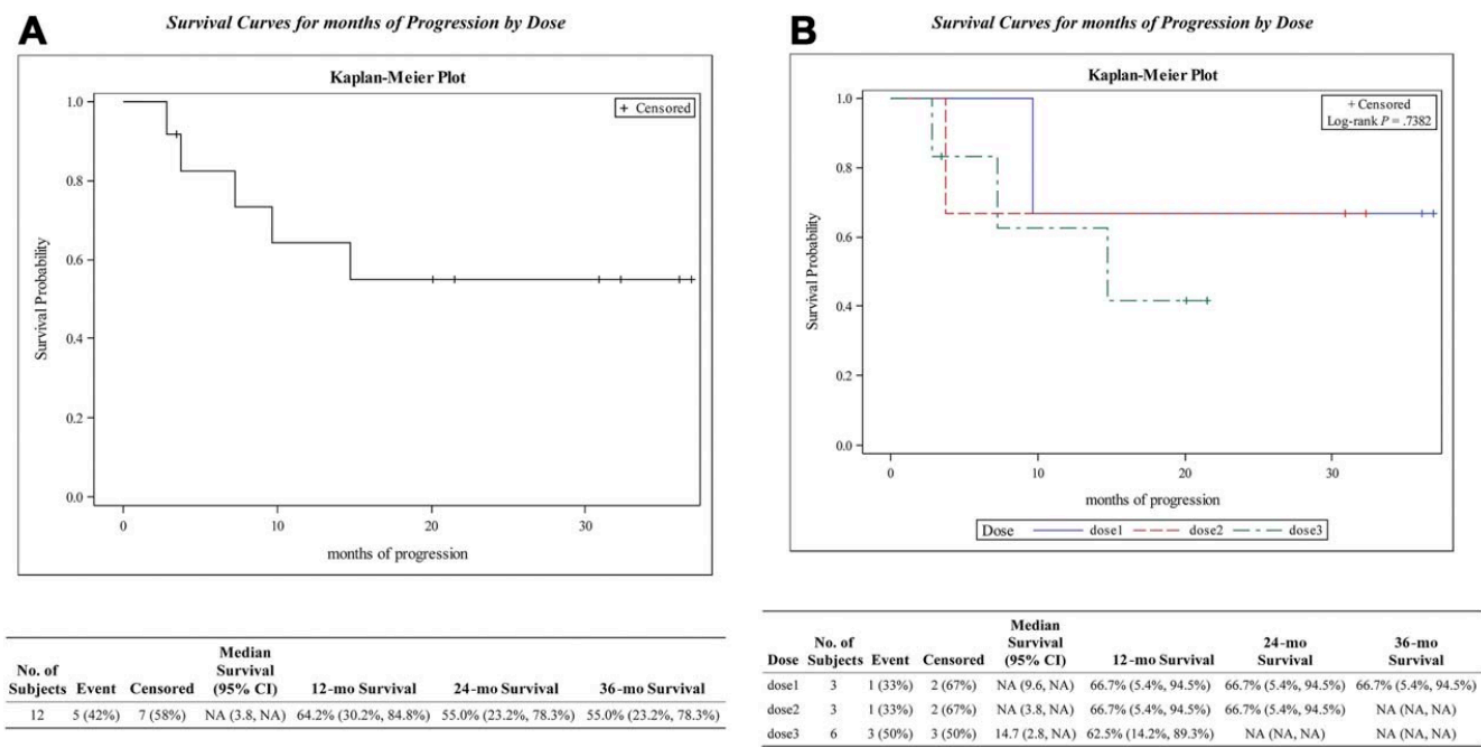 A
Survival Curves for months of Progression by Dose
Kaplan-Meier Plot
+ Censored
1.0
0.8
0.6
0.4
0.2
0.0
Survival Probability
0
10
20
30
months of progression
No. of Subjects Event Censored Median Survival (95% CI) 12-mo Survival 24-mo Survival 36-mo Survival
12 5 (42%) 7 (58%) NA (3.8, NA) 64.2% (30.2%, 84.8%) 55.0% (23.2%, 78.3%) 55.0% (23.2%, 78.3%)
B
Survival Curves for months of Progression by Dose
Kaplan-Meier Plot
+ Censored
Log-rank P = .7382
1.0
0.8
0.6
0.4
0.2
0.0
Survival Probability
0
10
20
30
months of progression
Dose dose1 dose2 dose3
Dose No. of Subjects Event Censored Median Survival (95% CI) 12-mo Survival 24-mo Survival 36-mo Survival
dose1 3 1 (33%) 2 (67%) NA (9.6, NA) 66.7% (5.4%, 94.5%) 66.7% (5.4%, 94.5%) 66.7% (5.4%, 94.5%)
dose2 3 1 (33%) 2 (67%) NA (3.8, NA) 66.7% (5.4%, 94.5%) 66.7% (5.4%, 94.5%) NA (NA, NA)
dose3 6 3 (50%) 3 (50%) 14.7 (2.8, NA) 62.5% (14.2%, 89.3%) NA (NA, NA) NA (NA, NA)